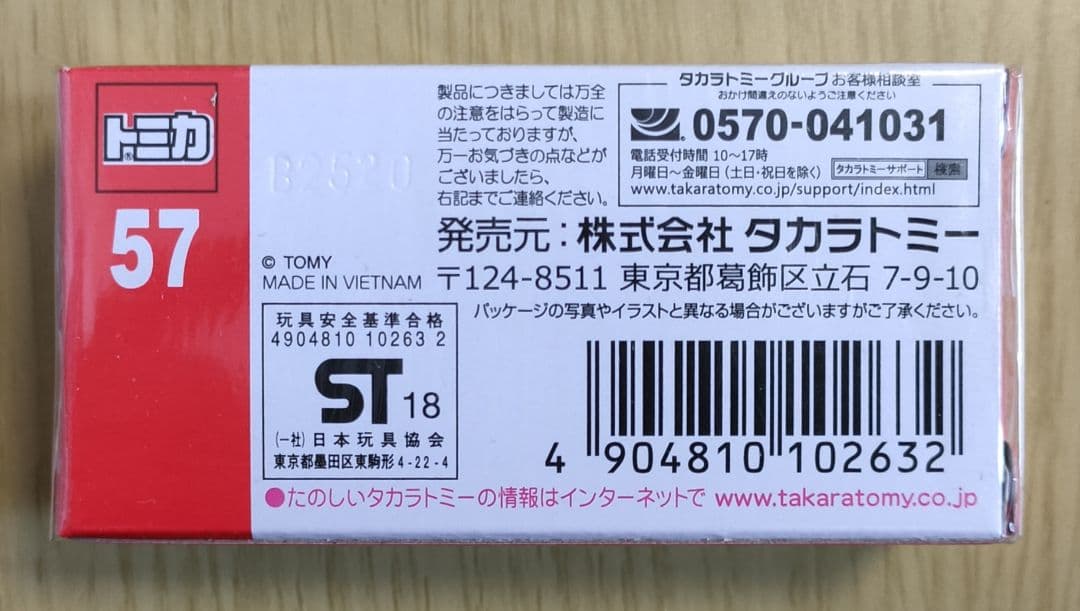 トミカ
®
57
B2520
© TOMY
MADE IN VIETNAM
製品につきましては万全
の注意をはらって製造に
当たっておりますが、
万一お気づきの点などが
ございましたら、
右記までご連絡ください。
タカラトミーグループ お客様相談室
おかけ間違えのないようご注意ください
0570-041031
電話受付時間 10〜17時
月曜日〜金曜日 (土日・祝日を除く) タカラトミーサポート 検索
www.takaratomy.co.jp/support/index.html
発売元：株式会社 タカラトミー
〒124-8511 東京都葛飾区立石 7-9-10
パッケージの写真やイラストと異なる場合がございますがご了承ください。
玩具安全基準合格
4904810 10263 2
ST 18
(一社) 日本玩具協会
東京都墨田区東駒形 4-22-4
4 904810 102632
●たのしいタカラトミーの情報はインターネットで www.takaratomy.co.jp